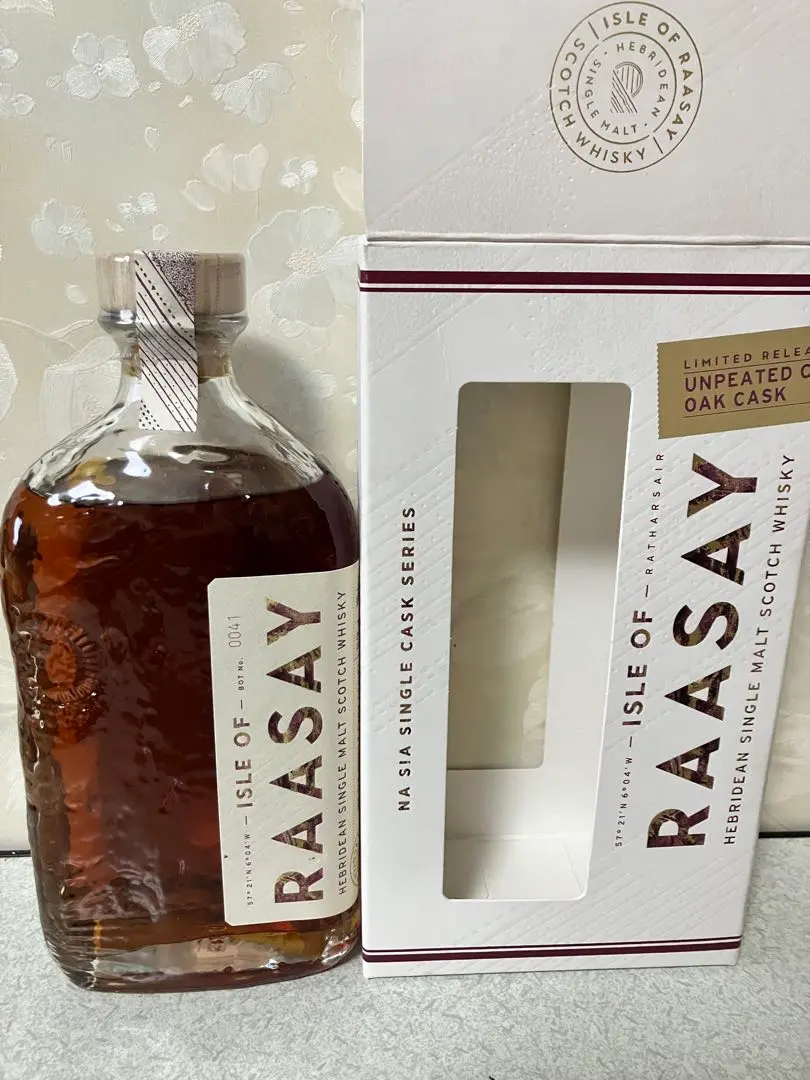 ISLE OF RAASAY
SCOTCH WHISKY
HEBRIDEAN
SINGLE MALT
LIMITED
UNPEATED
OAK CASK
NA SIA SINGLE CASK SERIES
57°21'N 6°04'W — ISLE OF — RATHARSAIR
RAASAY
HEBRIDEAN SINGLE MALT SCOTCH WHISKY
57°21'N 6°04'W — ISLE OF — BOT No. 0041
RAASAY
HEBRIDEAN SINGLE MALT SCOTCH WHISKY